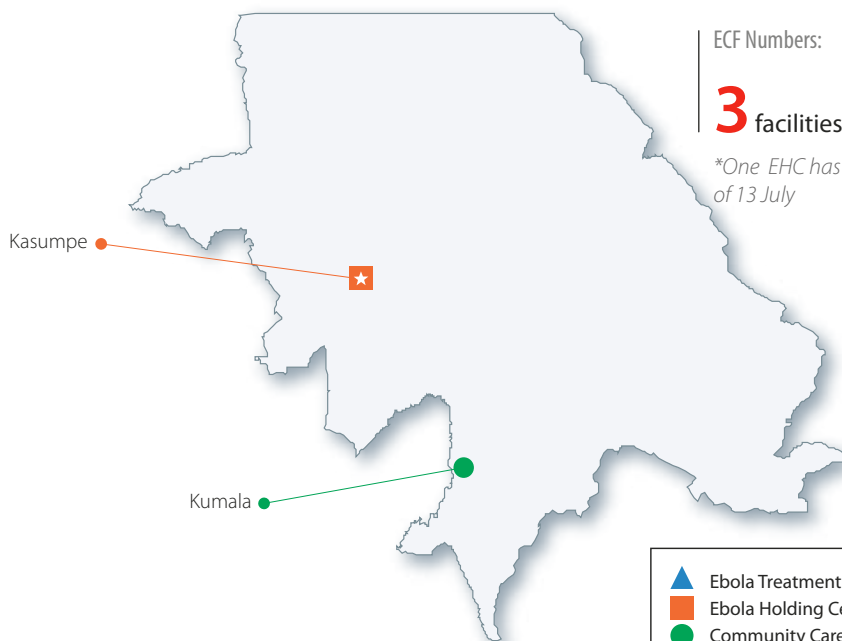 ECF Numbers:
3 facilities
*One EHC has
of 13 July
Kasumpe
Kumala
Ebola Treatment
Ebola Holding Ce
Community Care